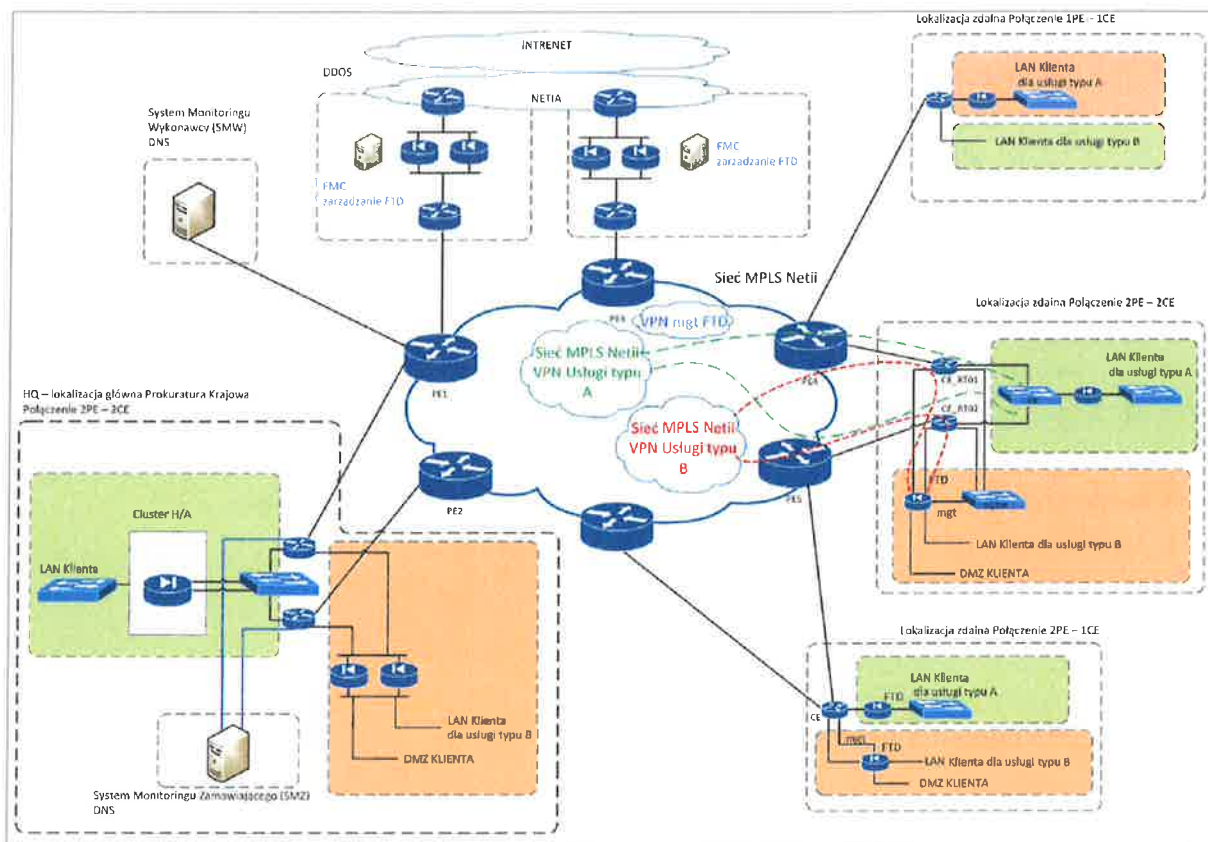 INTRENET
DDOS
NETIA
System Monitoringu
Wykonawcy (SMW)
DNS
FMC
zarzadzanie FTD
FMC
zarzadzanie FTD
Lokalizacja zdalna Połączenie 1PE – 1CE
LAN Klienta
dla usługi typu A
LAN Klienta dla usługi typu B
Sieć MPLS Netii
VPN mgt FTD
Sieć MPLS Netii
VPN Usługi typu
A
Sieć MPLS Netii
VPN Usługi typu
B
PE1
PE2
PE4
PE5
Lokalizacja zdalna Połączenie 2PE – 2CE
LAN Klienta
dla usługi typu A
CE_RT01
CE_RT02
FTD
mgt
LAN Klienta dla usługi typu B
DMZ KLIENTA
HQ – lokalizacja główna Prokuratura Krajowa
Połączenie 2PE – 2CE
Cluster H/A
LAN Klienta
LAN Klienta
dla usługi typu B
DMZ KLIENTA
System Monitoringu Zamawiającego (SMZ)
DNS
Lokalizacja zdalna Połączenie 2PE – 1CE
LAN Klienta
dla usługi typu A
FTD
CE
mgt
FTD
LAN Klienta dla usługi typu B
DMZ KLIENTA